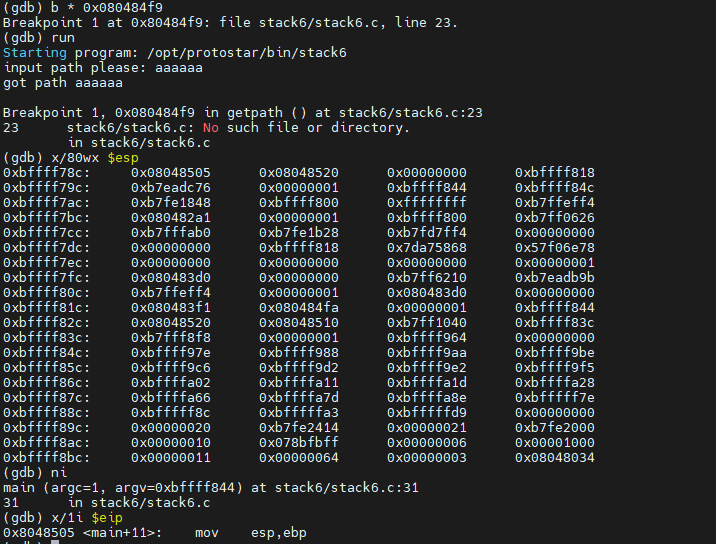 (gdb) b * 0x080484f9
Breakpoint 1 at 0x80484f9: file stack6/stack6.c, line 23.
(gdb) run
Starting program: /opt/protostar/bin/stack6
input path please: aaaaaa
got path aaaaaa
Breakpoint 1, 0x080484f9 in getpath () at stack6/stack6.c:23
23      stack6/stack6.c: No such file or directory.
        in stack6/stack6.c
(gdb) x/80wx $esp
0xbffff78c:     0x08048505      0x08048520      0x00000000      0xbffff818
0xbffff79c:     0xb7eadc76      0x00000001      0xbffff844      0xbffff84c
0xbffff7ac:     0xb7fe1848      0xbffff800      0xffffffff      0xb7ffeff4
0xbffff7bc:     0x080482a1      0x00000001      0xbffff800      0xb7ff0626
0xbffff7cc:     0xb7fffab0      0xb7fe1b28      0xb7fd7ff4      0x00000000
0xbffff7dc:     0x00000000      0xbffff818      0x7da75868      0x57f06e78
0xbffff7ec:     0x00000000      0x00000000      0x00000000      0x00000001
0xbffff7fc:     0x080483d0      0x00000000      0xb7ff6210      0xb7eadb9b
0xbffff80c:     0xb7ffeff4      0x00000001      0x080483d0      0x00000000
0xbffff81c:     0x080483f1      0x080484fa      0x00000001      0xbffff844
0xbffff82c:     0x08048520      0x08048510      0xb7ff1040      0xbffff83c
0xbffff83c:     0xb7fff8f8      0x00000001      0xbffff964      0x00000000
0xbffff84c:     0xbffff97e      0xbffff988      0xbffff9aa      0xbffff9be
0xbffff85c:     0xbffff9c6      0xbffff9d2      0xbffff9e2      0xbffff9f5
0xbffff86c:     0xbffffa02      0xbffffa11      0xbffffa1d      0xbffffa28
0xbffff87c:     0xbffffa66      0xbffffa7d      0xbffffa8e      0xbfffff7e
0xbffff88c:     0xbfffff8c      0xbfffffa3      0xbfffffd9      0x00000000
0xbffff89c:     0x00000020      0xb7fe2414      0x00000021      0xb7fe2000
0xbffff8ac:     0x00000010      0x078bfbff      0x00000006      0x00001000
0xbffff8bc:     0x00000011      0x00000064      0x00000003      0x08048034
(gdb) ni
main (argc=1, argv=0xbffff844) at stack6/stack6.c:31
31      in stack6/stack6.c
(gdb) x/1i $eip
0x8048505 <main+11>:    mov    esp,ebp